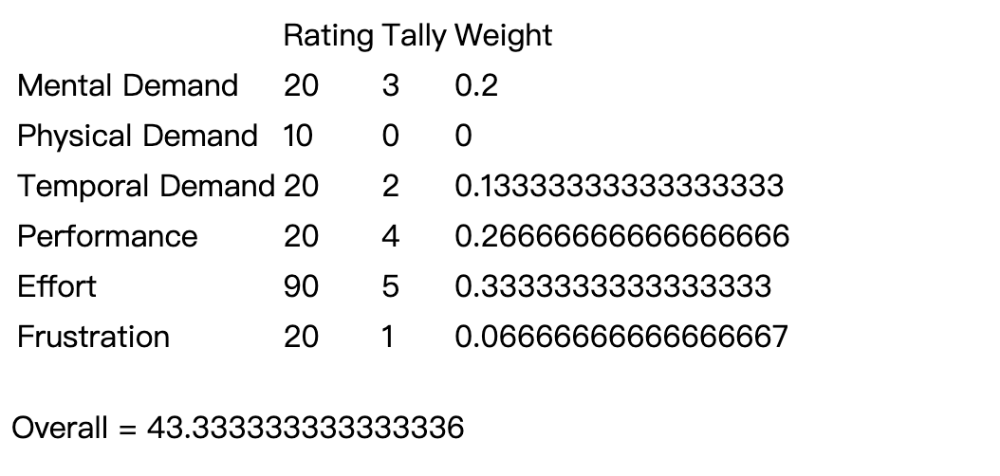 Rating Tally Weight
Mental Demand 20 3 0.2
Physical Demand 10 0 0
Temporal Demand 20 2 0.13333333333333333
Performance 20 4 0.26666666666666666
Effort 90 5 0.3333333333333333
Frustration 20 1 0.06666666666666667
Overall = 43.333333333333336